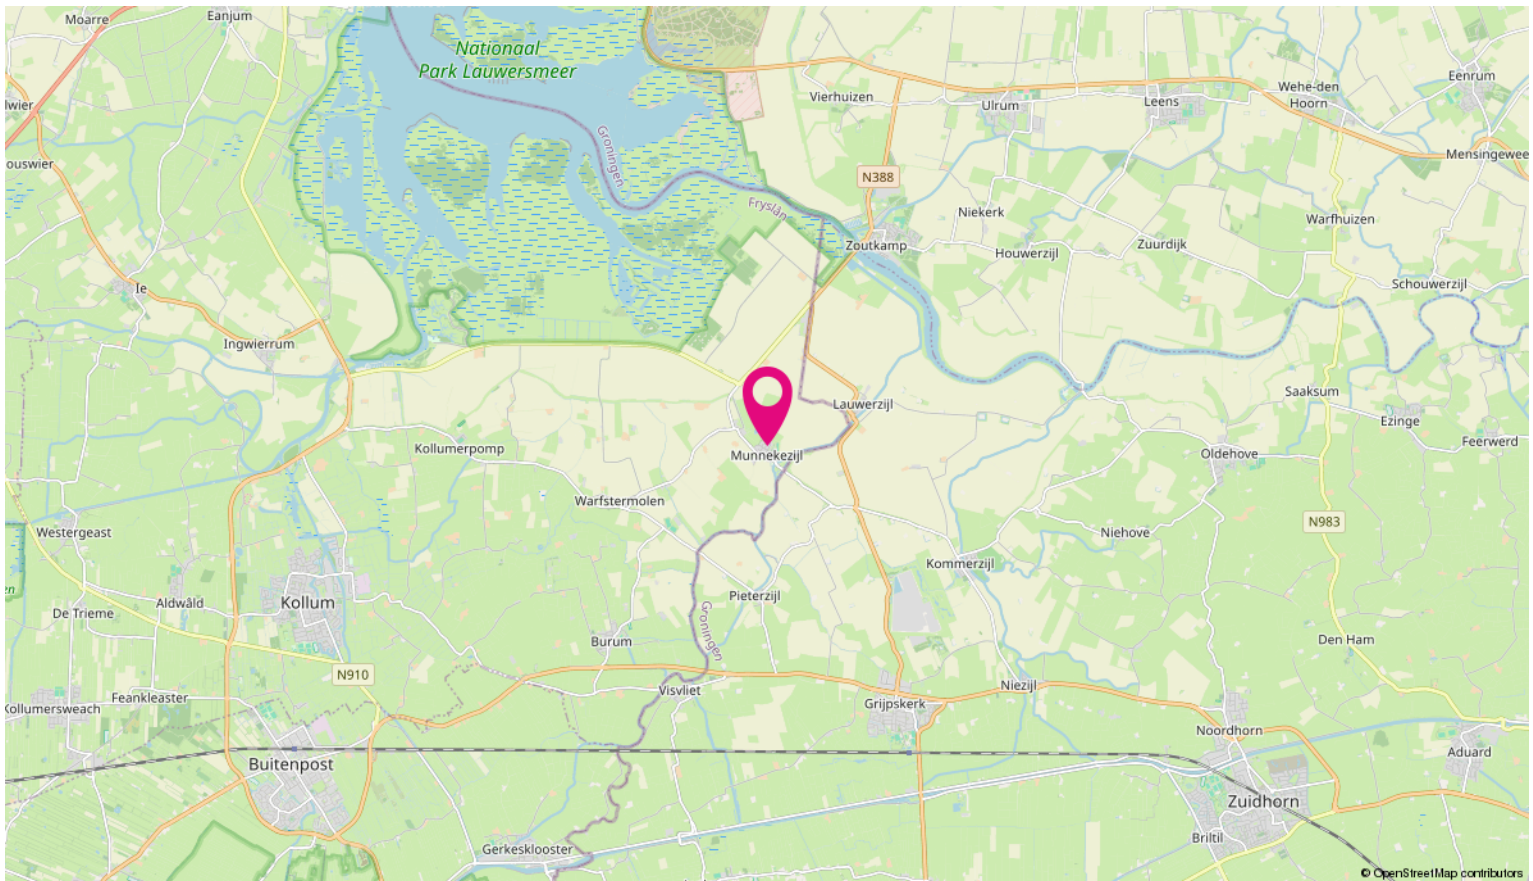 Moarre
Eanjum
Nationaal
Park Lauwersmeer
Eenrum
Wehe-den
Hoorn
Vierhuizen
Ulrum
Leens
Groningen
Mensingewee
ouswier
lwier
N388
Fryslân
Niekerk
Warfhuizen
Zoutkamp
Houwerzijl
Zuurdijk
Ie
Schouwerzijl
Ingwierrum
Saaksum
Lauwerzijl
Ezinge
Feerwerd
Kollumerpomp
Munnekezijl
Oldehove
Warfstermolen
N983
Westergeast
Niehove
Kommerzijl
en
Pieterzijl
De Trieme
Aldwâld
Kollum
Groningen
Burum
Den Ham
N910
Visvliet
Niezijl
Feankleaster
Kollumersweach
Grijpskerk
Noordhorn
Aduard
Buitenpost
Zuidhorn
Briltil
Gerkesklooster
© OpenStreetMap contributors